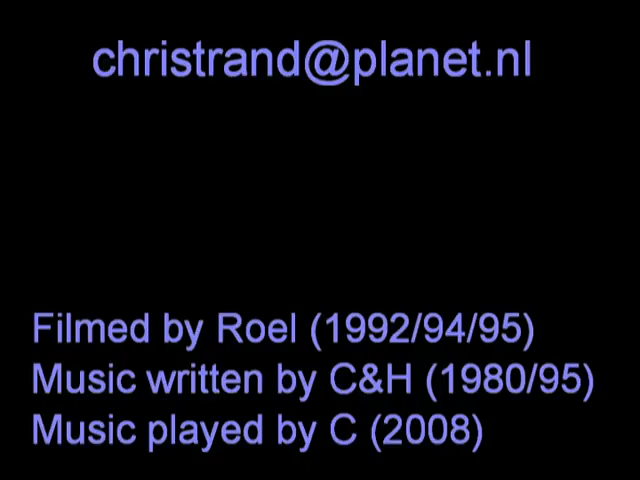 christrand@planet.nl
Filmed by Roel (1992/94/95)
Music written by C&H (1980/95)
Music played by C (2008)